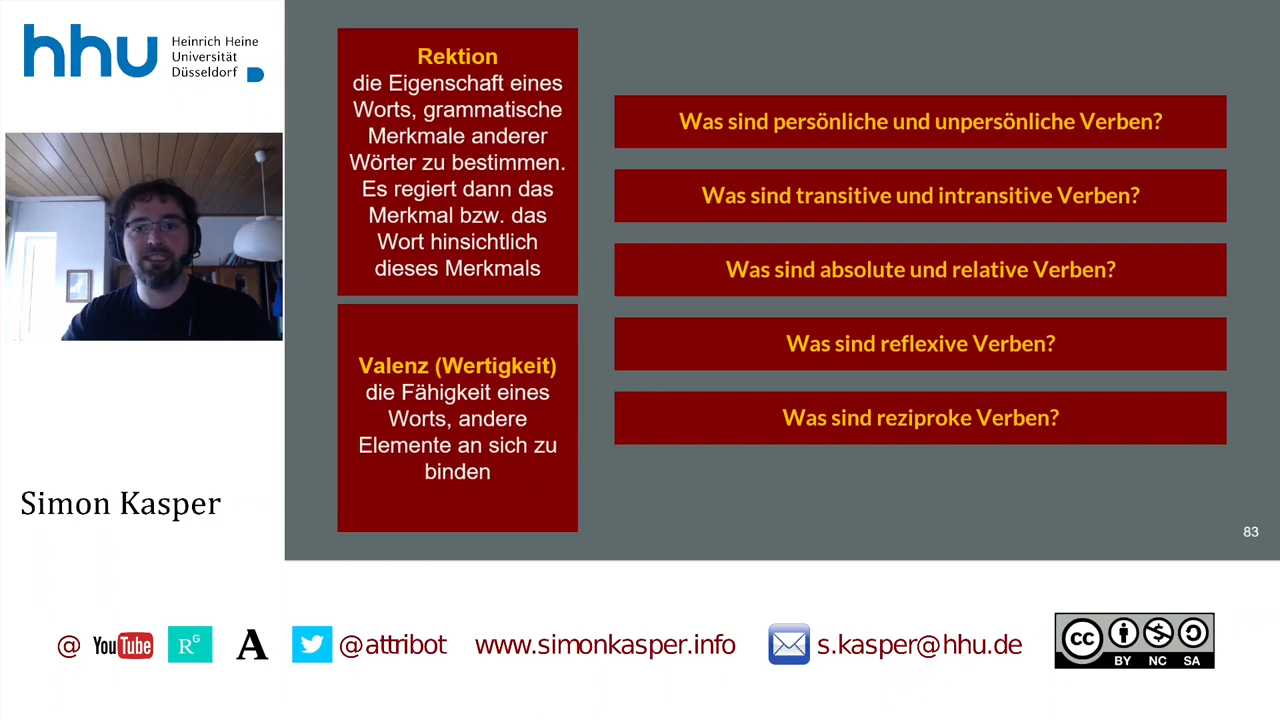 hhu
Heinrich Heine
Universität
Düsseldorf
Rektion
die Eigenschaft eines
Worts, grammatische
Merkmale anderer
Wörter zu bestimmen.
Es regiert dann das
Merkmal bzw. das
Wort hinsichtlich
dieses Merkmals
Valenz (Wertigkeit)
die Fähigkeit eines
Worts, andere
Elemente an sich zu
binden
Was sind persönliche und unpersönliche Verben?
Was sind transitive und intransitive Verben?
Was sind absolute und relative Verben?
Was sind reflexive Verben?
Was sind reziproke Verben?
83
Simon Kasper
@ YouTube RG A @attribot www.simonkasper.info s.kasper@hhu.de
cc BY NC SA